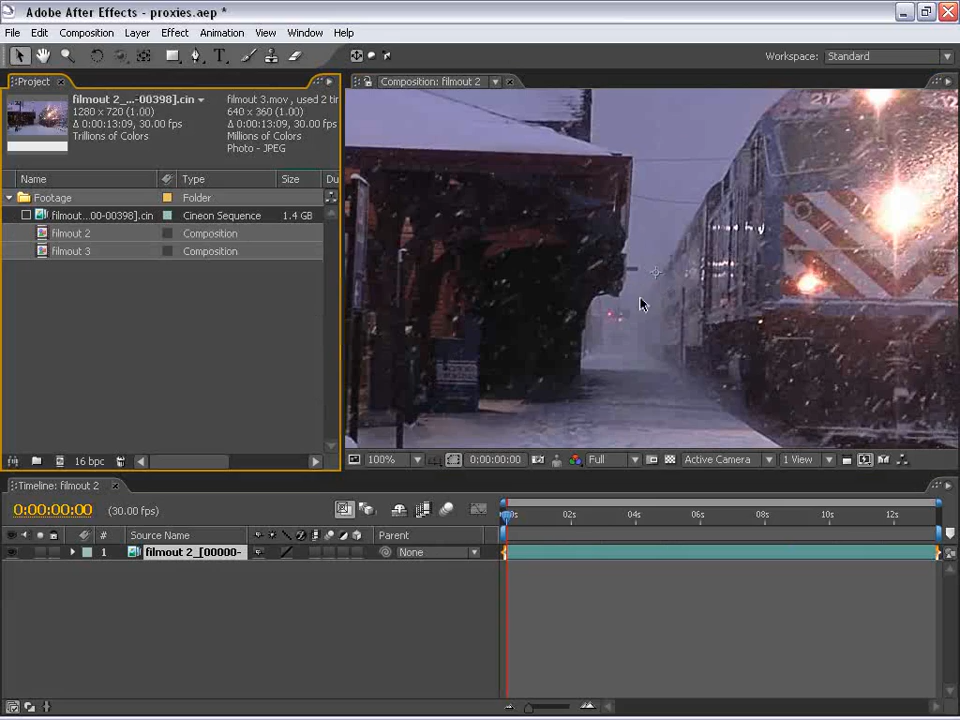 Adobe After Effects - proxies.aep *
File Edit Composition Layer Effect Animation View Window Help
Workspace: Standard
Project
Composition: filmout 2
filmout 2_...-00398].cin
filmout 3.mov , used 2 tir
1280 x 720 (1.00)
640 x 360 (1.00)
Δ 0:00:13:09, 30.00 fps
Δ 0:00:13:09, 30.00 fps
Trillions of Colors
Millions of Colors
Photo - JPEG
Name Type Size Du
Footage Folder
filmout...00-00398].cin Cineon Sequence 1.4 GB
filmout 2 Composition
filmout 3 Composition
16 bpc
100% 0:00:00:00 Full Active Camera 1 View
Timeline: filmout 2
0:00:00:00 (30.00 fps)
# Source Name Parent
02s 04s 06s 08s 10s 12s
1 filmout 2_[00000- None